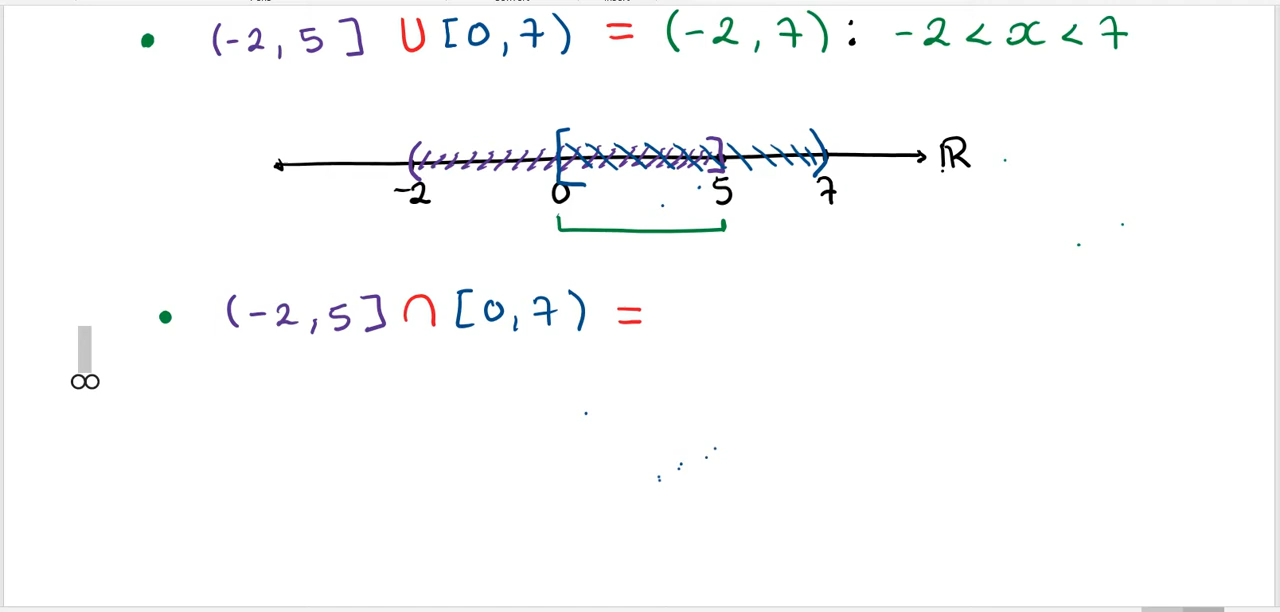 • (-2, 5] ∪ [0, 7) = (-2, 7) : -2 < x < 7
ℝ
-2 0 5 7
• (-2, 5] ∩ [0, 7) =
∞